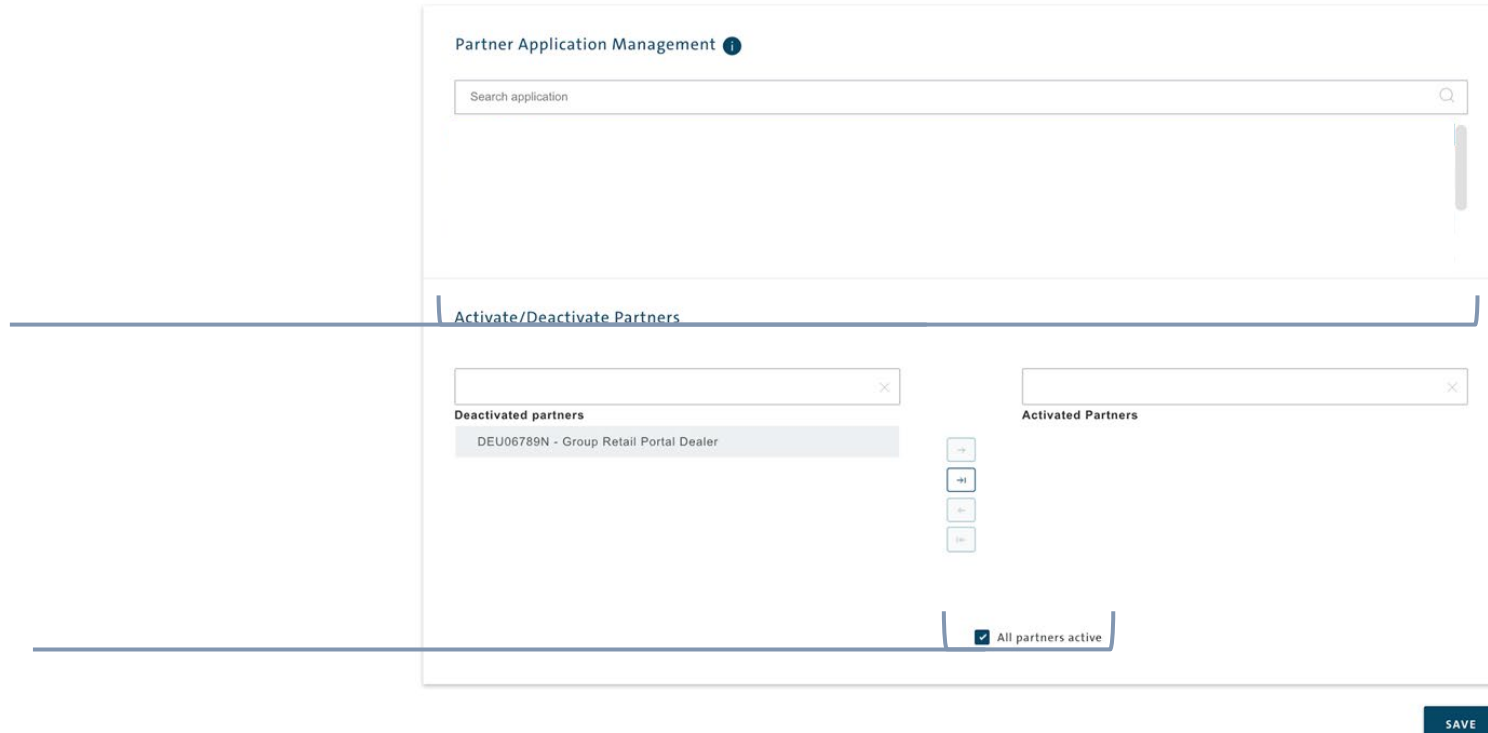 Partner Application Management
Search application
Activate/Deactivate Partners
Deactivated partners
Activated Partners
DEU06789N - Group Retail Portal Dealer
All partners active
SAVE